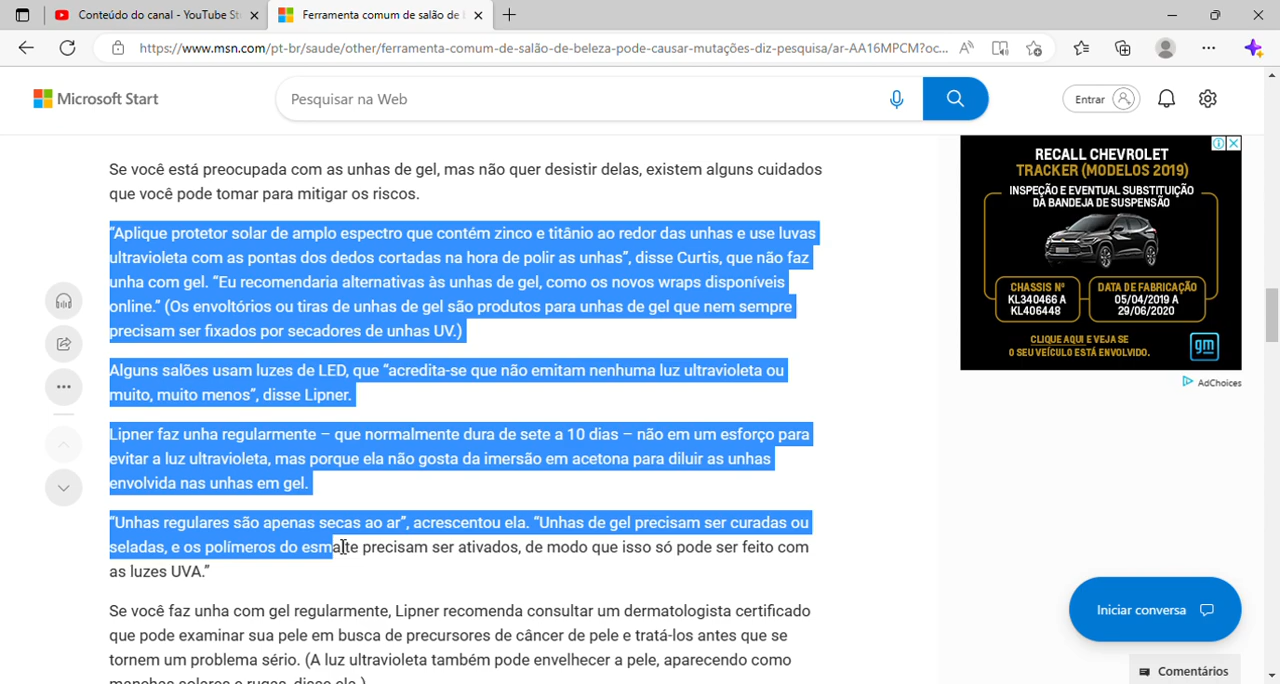 Conteúdo do canal - YouTube St
Ferramenta comum de salão de
https://www.msn.com/pt-br/saude/other/ferramenta-comum-de-salão-de-beleza-pode-causar-mutações-diz-pesquisa/ar-AA16MPCM?oc...
Microsoft Start
Pesquisar na Web
Entrar
Se você está preocupada com as unhas de gel, mas não quer desistir delas, existem alguns cuidados
que você pode tomar para mitigar os riscos.
“Aplique protetor solar de amplo espectro que contém zinco e titânio ao redor das unhas e use luvas
ultravioleta com as pontas dos dedos cortadas na hora de polir as unhas”, disse Curtis, que não faz
unha com gel. “Eu recomendaria alternativas às unhas de gel, como os novos wraps disponíveis
online.” (Os envoltórios ou tiras de unhas de gel são produtos para unhas de gel que nem sempre
precisam ser fixados por secadores de unhas UV.)
Alguns salões usam luzes de LED, que “acredita-se que não emitam nenhuma luz ultravioleta ou
muito, muito menos”, disse Lipner.
Lipner faz unha regularmente – que normalmente dura de sete a 10 dias – não em um esforço para
evitar a luz ultravioleta, mas porque ela não gosta da imersão em acetona para diluir as unhas
envolvida nas unhas em gel.
“Unhas regulares são apenas secas ao ar”, acrescentou ela. “Unhas de gel precisam ser curadas ou
seladas, e os polímeros do esmalte precisam ser ativados, de modo que isso só pode ser feito com
as luzes UVA.”
Se você faz unha com gel regularmente, Lipner recomenda consultar um dermatologista certificado
que pode examinar sua pele em busca de precursores de câncer de pele e tratá-los antes que se
tornem um problema sério. (A luz ultravioleta também pode envelhecer a pele, aparecendo como
manchas solares e rugas, disse ela.)
RECALL CHEVROLET
TRACKER (MODELOS 2019)
INSPEÇÃO E EVENTUAL SUBSTITUIÇÃO
DA BANDEJA DE SUSPENSÃO
CHASSIS Nº
KL340466 A
KL406448
DATA DE FABRICAÇÃO
05/04/2019 A
29/06/2020
CLIQUE AQUI E VEJA SE
O SEU VEÍCULO ESTÁ ENVOLVIDO.
gm
AdChoices
Iniciar conversa
Comentários